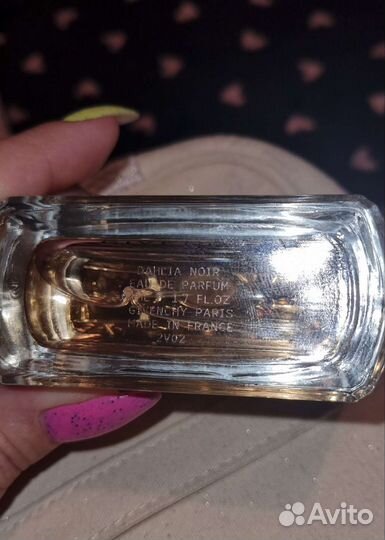 DAHLIA NOIR
EAU DE PARFUM
1.7 FL.OZ
GIVENCHY PARIS
MADE IN FRANCE
2V02
Avito